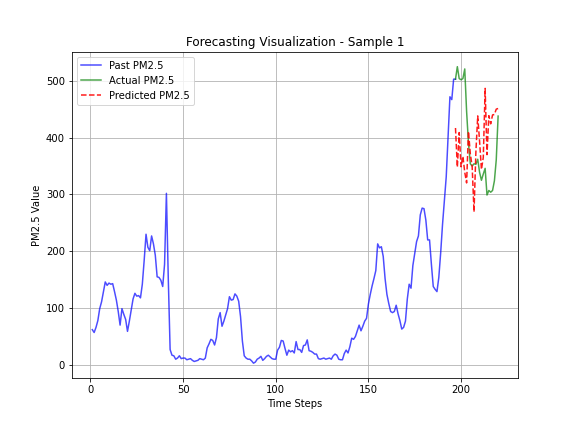 Forecasting Visualization - Sample 1
Past PM2.5
Actual PM2.5
Predicted PM2.5
PM2.5 Value
500
400
300
200
100
0
0
50
100
150
200
Time Steps